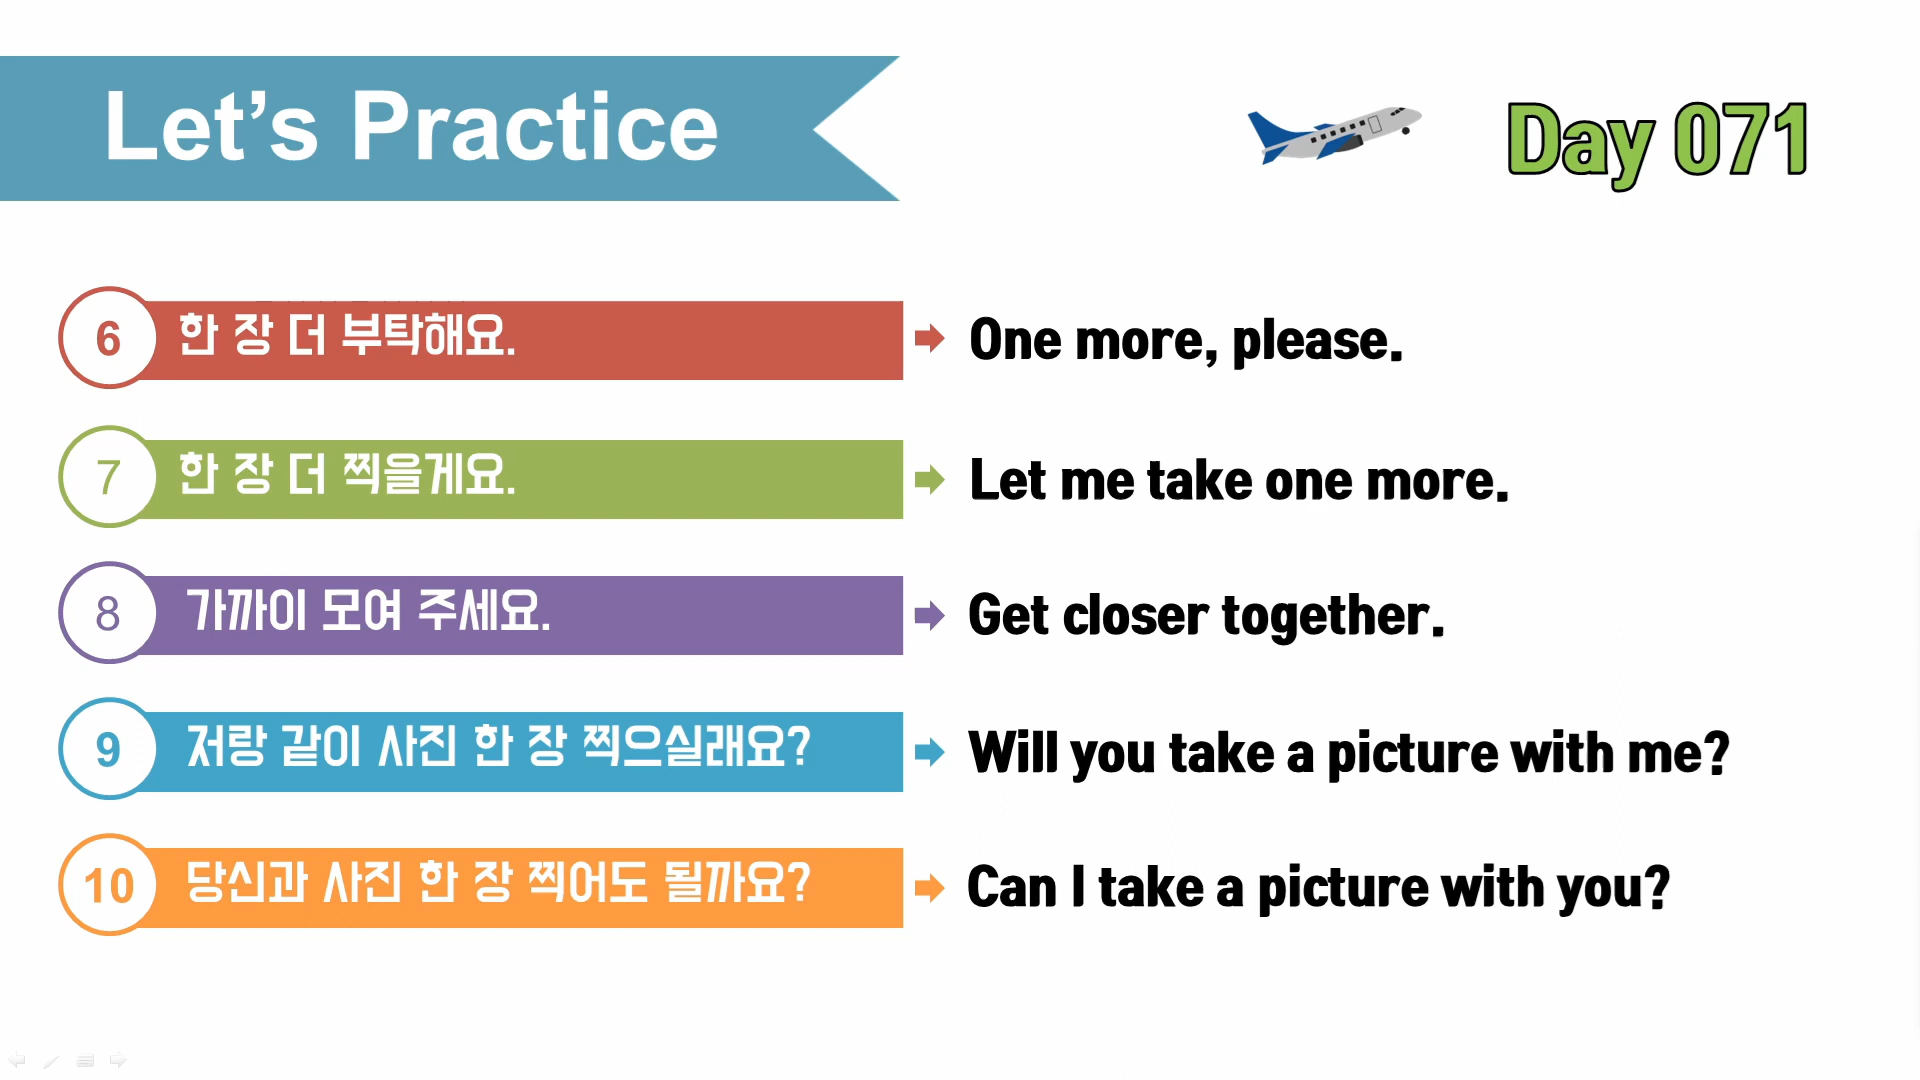 Let's Practice
Day 071
6 한 장 더 부탁해요. One more, please.
7 한 장 더 찍을게요. Let me take one more.
8 가까이 모여 주세요. Get closer together.
9 저랑 같이 사진 한 장 찍으실래요? Will you take a picture with me?
10 당신과 사진 한 장 찍어도 될까요? Can I take a picture with you?